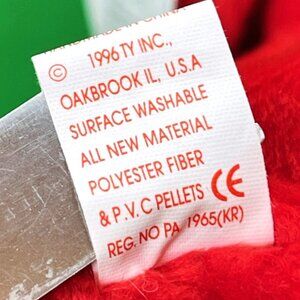 © 1996 TY INC.,
OAKBROOK IL, U.S.A
SURFACE WASHABLE
ALL NEW MATERIAL
POLYESTER FIBER
& P.V.C PELLETS CE
REG. NO PA. 1965(KR)